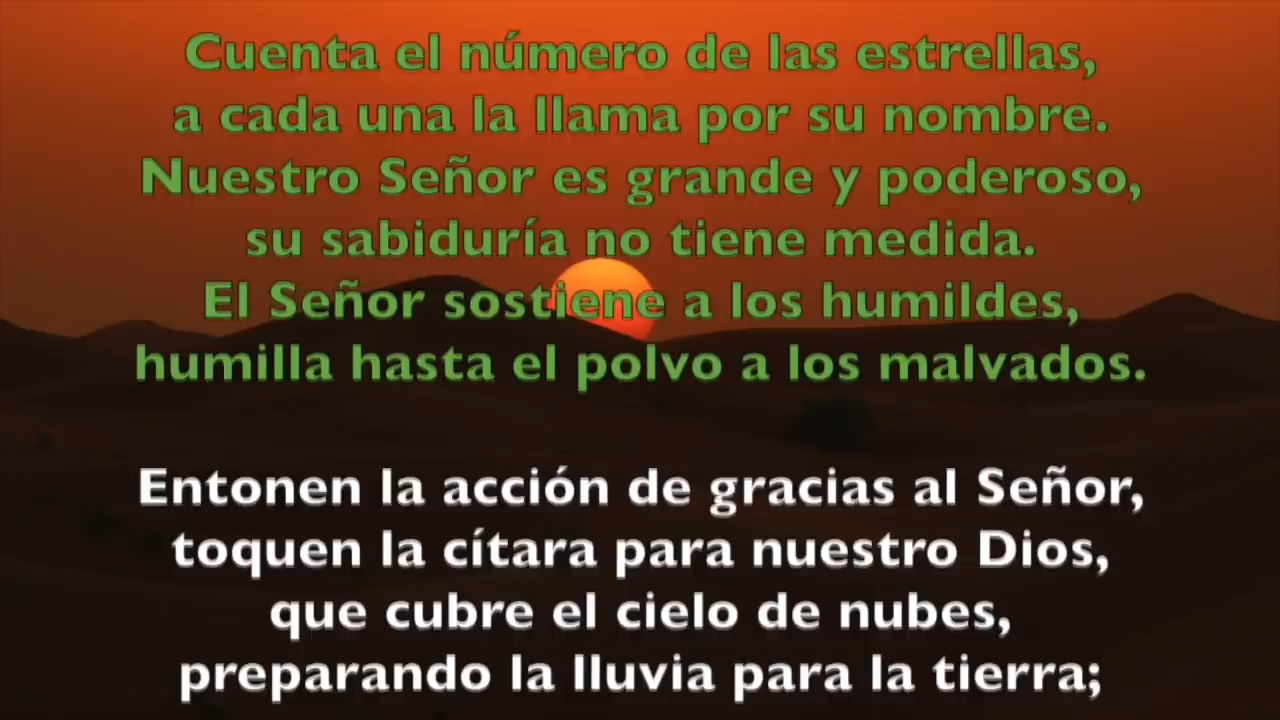 Cuenta el número de las estrellas,
a cada una la llama por su nombre.
Nuestro Señor es grande y poderoso,
su sabiduría no tiene medida.
El Señor sostiene a los humildes,
humilla hasta el polvo a los malvados.
Entonen la acción de gracias al Señor,
toquen la cítara para nuestro Dios,
que cubre el cielo de nubes,
preparando la lluvia para la tierra;